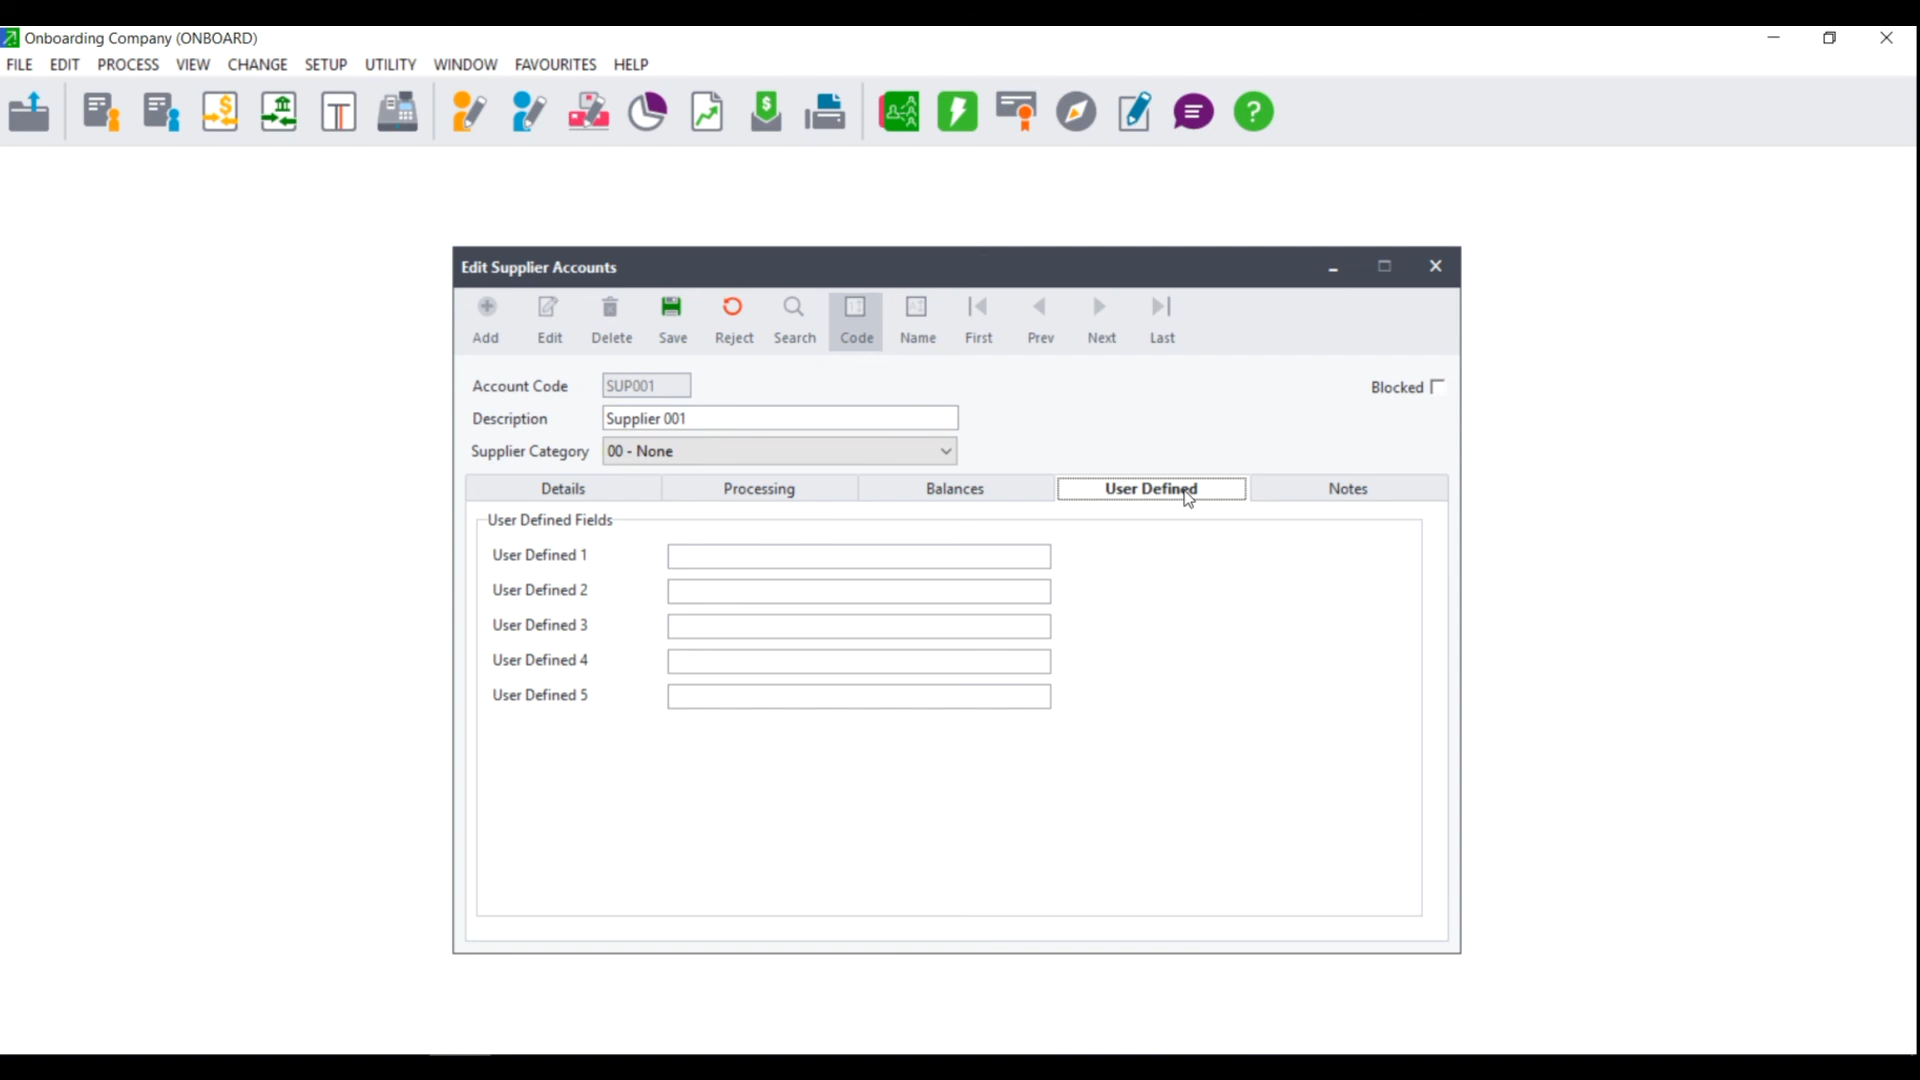 Onboarding Company (ONBOARD)
FILE EDIT PROCESS VIEW CHANGE SETUP UTILITY WINDOW FAVOURITES HELP
Edit Supplier Accounts
Add Edit Delete Save Reject Search Code Name First Prev Next Last
Account Code SUP001 Blocked
Description Supplier 001
Supplier Category 00 - None
Details Processing Balances User Defined Notes
User Defined Fields
User Defined 1
User Defined 2
User Defined 3
User Defined 4
User Defined 5